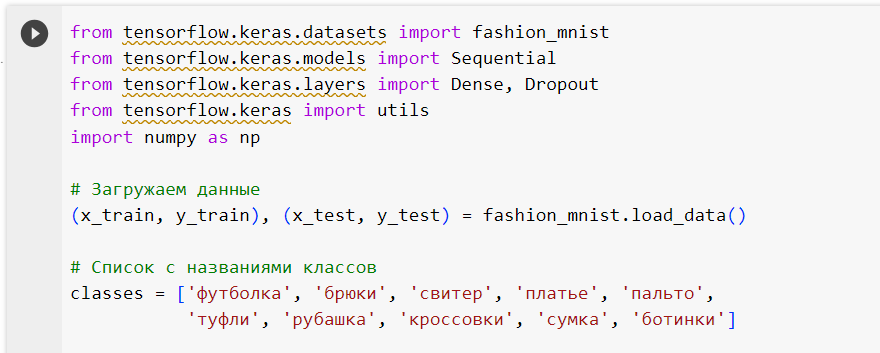 from tensorflow.keras.datasets import fashion_mnist
from tensorflow.keras.models import Sequential
from tensorflow.keras.layers import Dense, Dropout
from tensorflow.keras import utils
import numpy as np
# Загружаем данные
(x_train, y_train), (x_test, y_test) = fashion_mnist.load_data()
# Список с названиями классов
classes = ['футболка', 'брюки', 'свитер', 'платье', 'пальто',
'туфли', 'рубашка', 'кроссовки', 'сумка', 'ботинки']